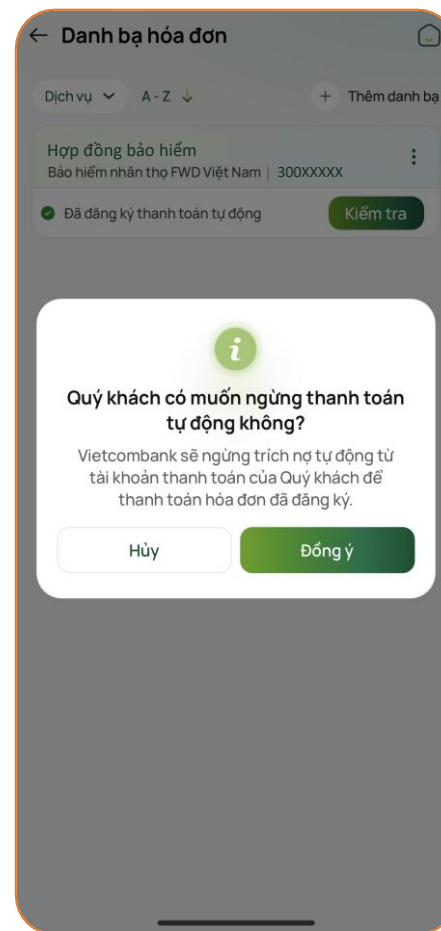 Danh bạ hóa đơn
Dịch vụ A - Z + Thêm danh bạ
Hợp đồng bảo hiểm
Bảo hiểm nhân thọ FWD Việt Nam | 300XXXXX
Đã đăng ký thanh toán tự động Kiểm tra
i
Quý khách có muốn ngừng thanh toán
tự động không?
Vietcombank sẽ ngừng trích nợ tự động từ
tài khoản thanh toán của Quý khách để
thanh toán hóa đơn đã đăng ký.
Hủy Đồng ý